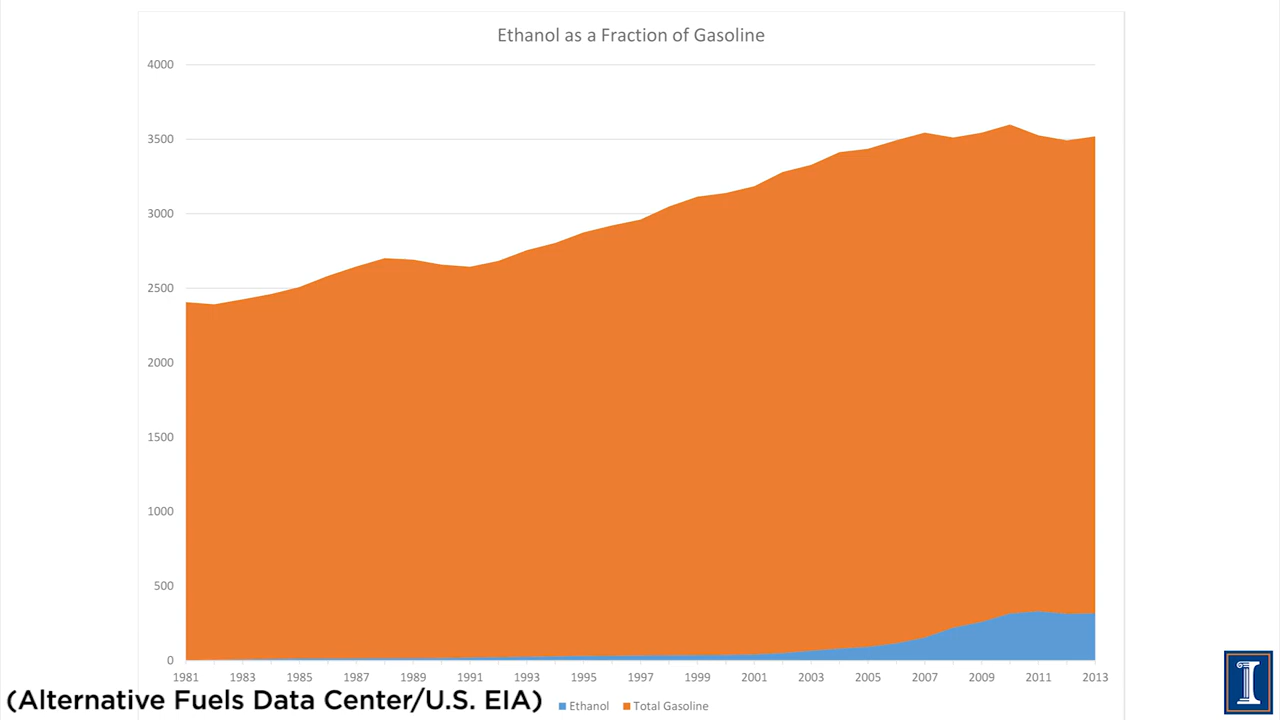 Ethanol as a Fraction of Gasoline
4000
3500
3000
2500
2000
1500
1000
500
0
1981 1983 1985 1987 1989 1991 1993 1995 1997 1999 2001 2003 2005 2007 2009 2011 2013
(Alternative Fuels Data Center/U.S. EIA)
Ethanol Total Gasoline
I